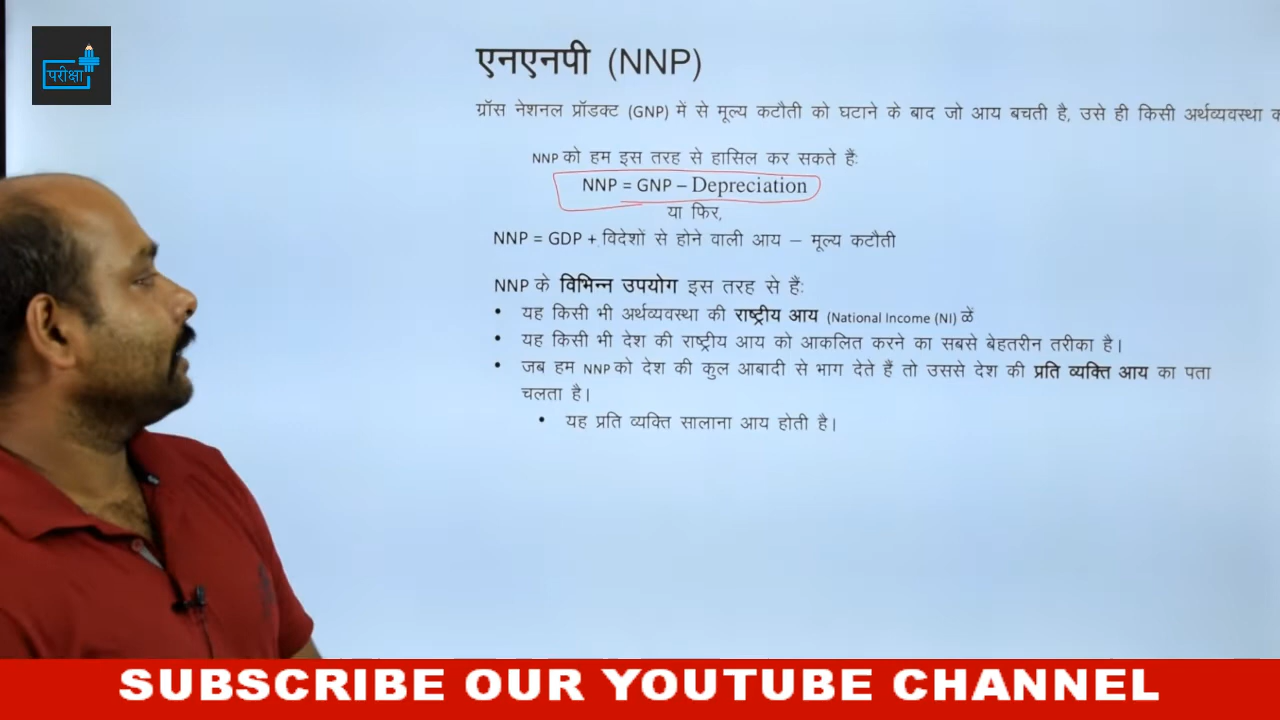 परीक्षा
एनएनपी (NNP)
ग्रॉस नेशनल प्रॉडक्ट (GNP) में से मूल्य कटौती को घटाने के बाद जो आय बचती है, उसे ही किसी अर्थव्यवस्था
NNP को हम इस तरह से हासिल कर सकते हैं:
NNP = GNP – Depreciation
या फिर,
NNP = GDP + विदेशों से होने वाली आय – मूल्य कटौती
NNP के विभिन्न उपयोग इस तरह से हैं:
• यह किसी भी अर्थव्यवस्था की राष्ट्रीय आय (National Income (NI) ळें
• यह किसी भी देश की राष्ट्रीय आय को आकलित करने का सबसे बेहतरीन तरीका है।
• जब हम NNP को देश की कुल आबादी से भाग देते हैं तो उससे देश की प्रति व्यक्ति आय का पता
चलता है।
• यह प्रति व्यक्ति सालाना आय होती है।
SUBSCRIBE OUR YOUTUBE CHANNEL